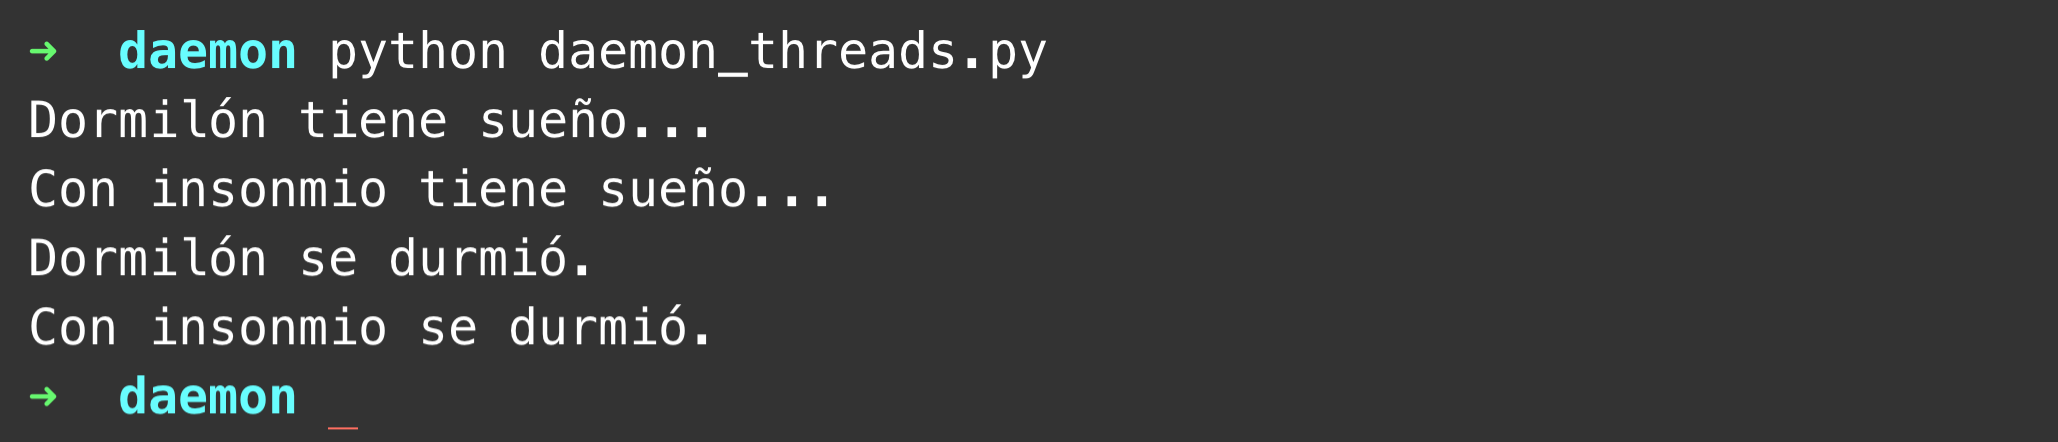 ➜ daemon python daemon_threads.py
Dormilón tiene sueño...
Con insonmio tiene sueño...
Dormilón se durmió.
Con insonmio se durmió.
➜ daemon _